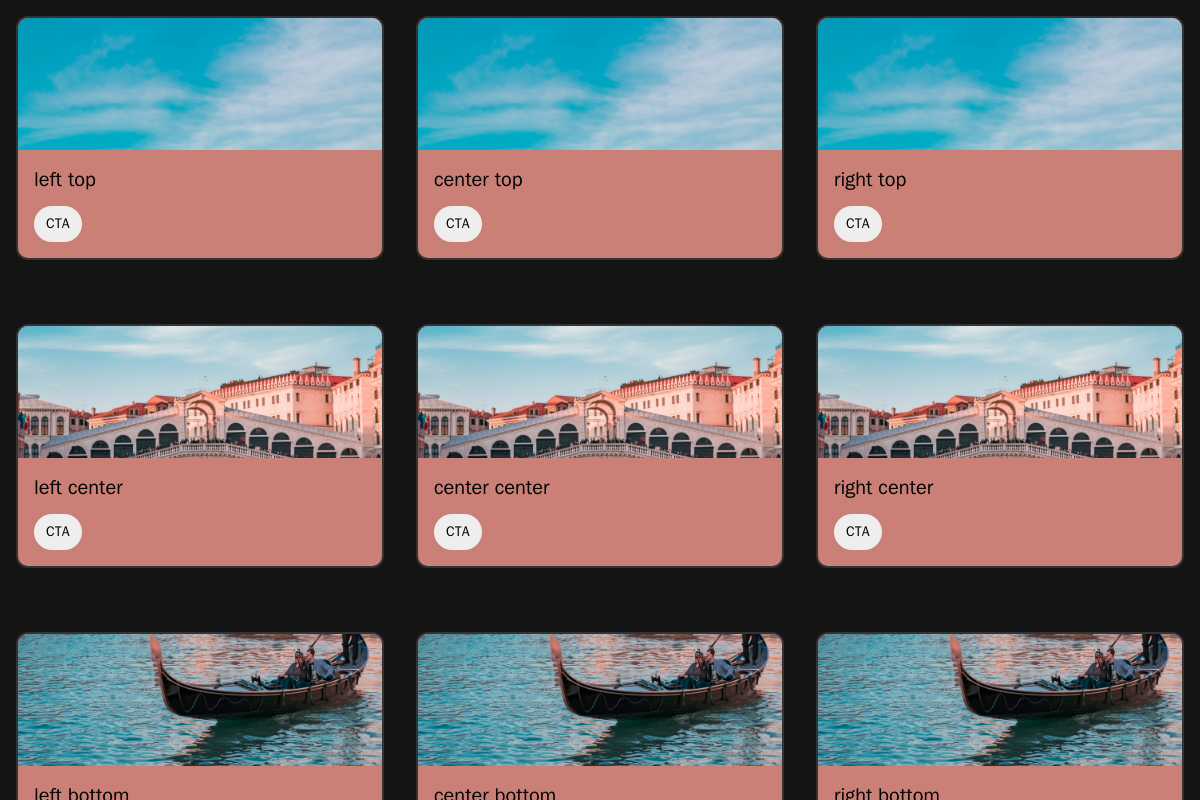 left top
center top
right top
CTA
CTA
CTA
left center
center center
right center
CTA
CTA
CTA
left bottom
center bottom
right bottom